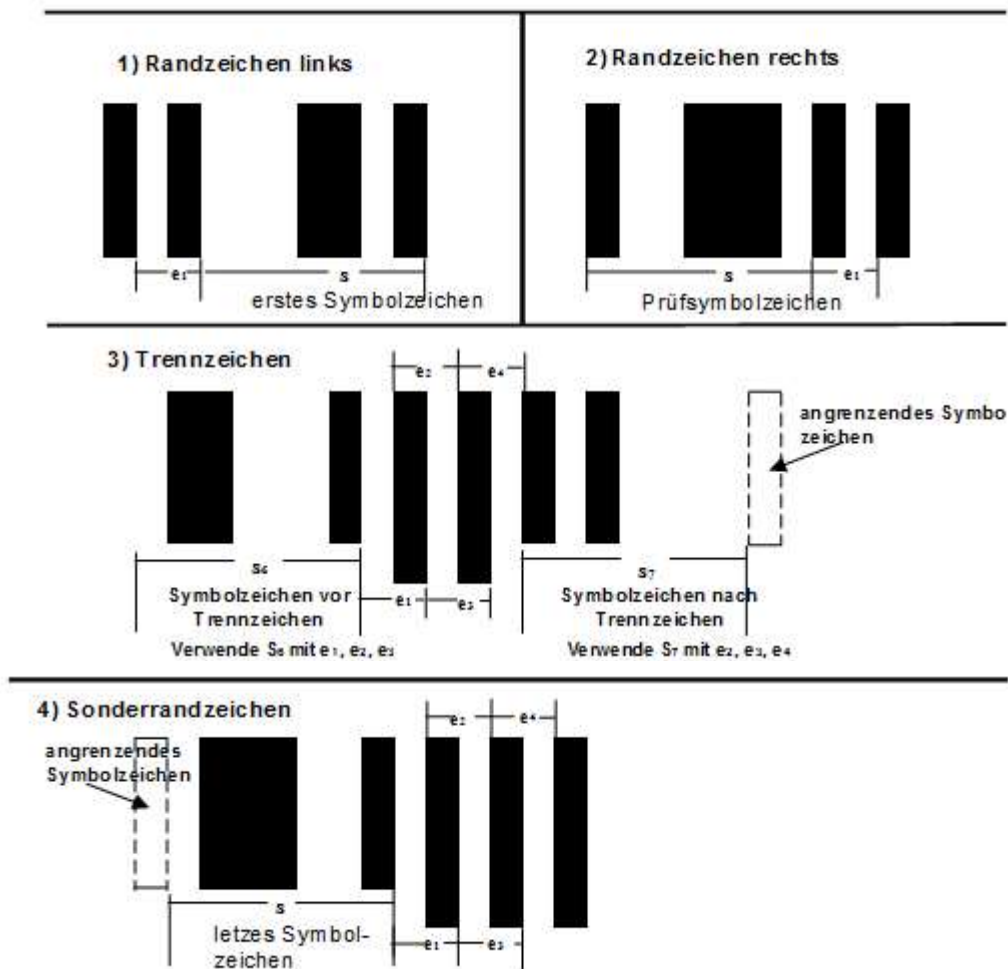 1) Randzeichen links
e₁
s
erstes Symbolzeichen
2) Randzeichen rechts
s
e₁
Prüfsymbolzeichen
3) Trennzeichen
e₂
e₄
angrenzendes Symbo
zeichen
s₆
Symbolzeichen vor
Trennzeichen
e₁
e₃
s₇
Symbolzeichen nach
Trennzeichen
Verwende S₆ mit e₁, e₂, e₃
Verwende S₇ mit e₂, e₃, e₄
4) Sonderrandzeichen
e₂
e₄
angrenzendes
Symbolzeichen
s
letzes Symbol-
zeichen
e₁
e₃